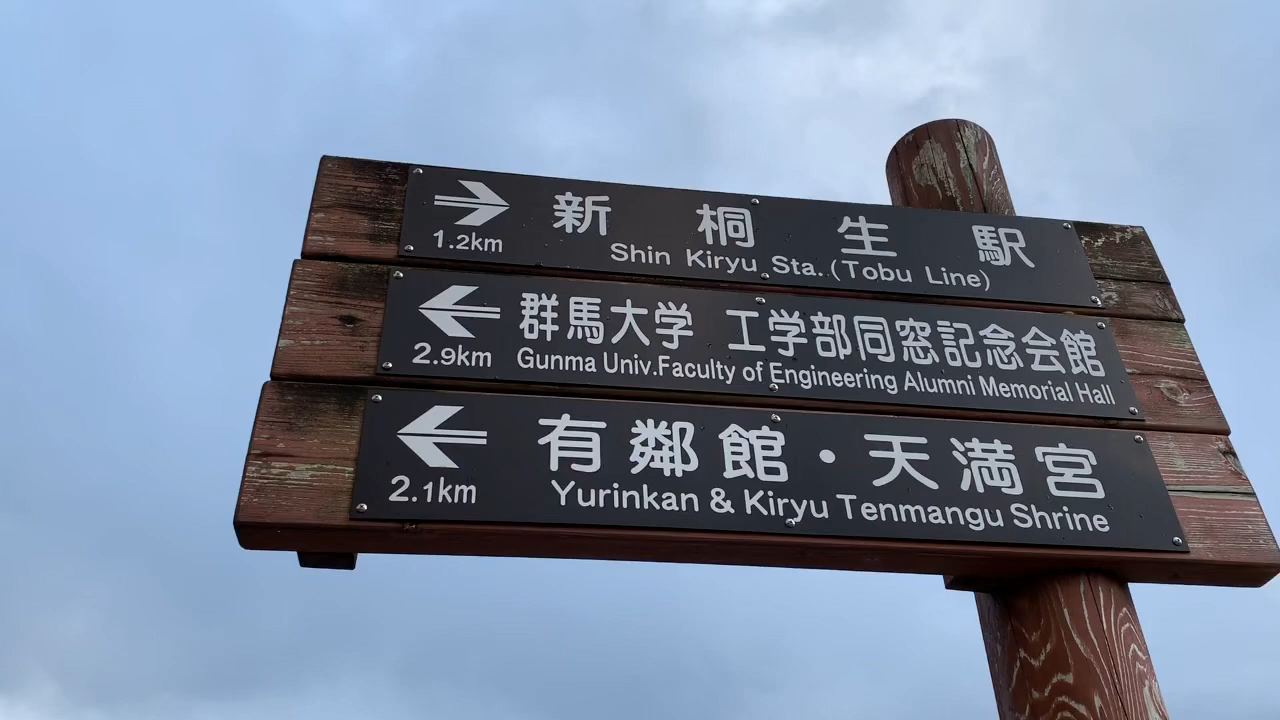 新桐生駅
1.2km
Shin Kiryu Sta.(Tobu Line)
群馬大学 工学部同窓記念会館
2.9km
Gunma Univ.Faculty of Engineering Alumni Memorial Hall
有鄰館・天満宮
2.1km
Yurinkan & Kiryu Tenmangu Shrine